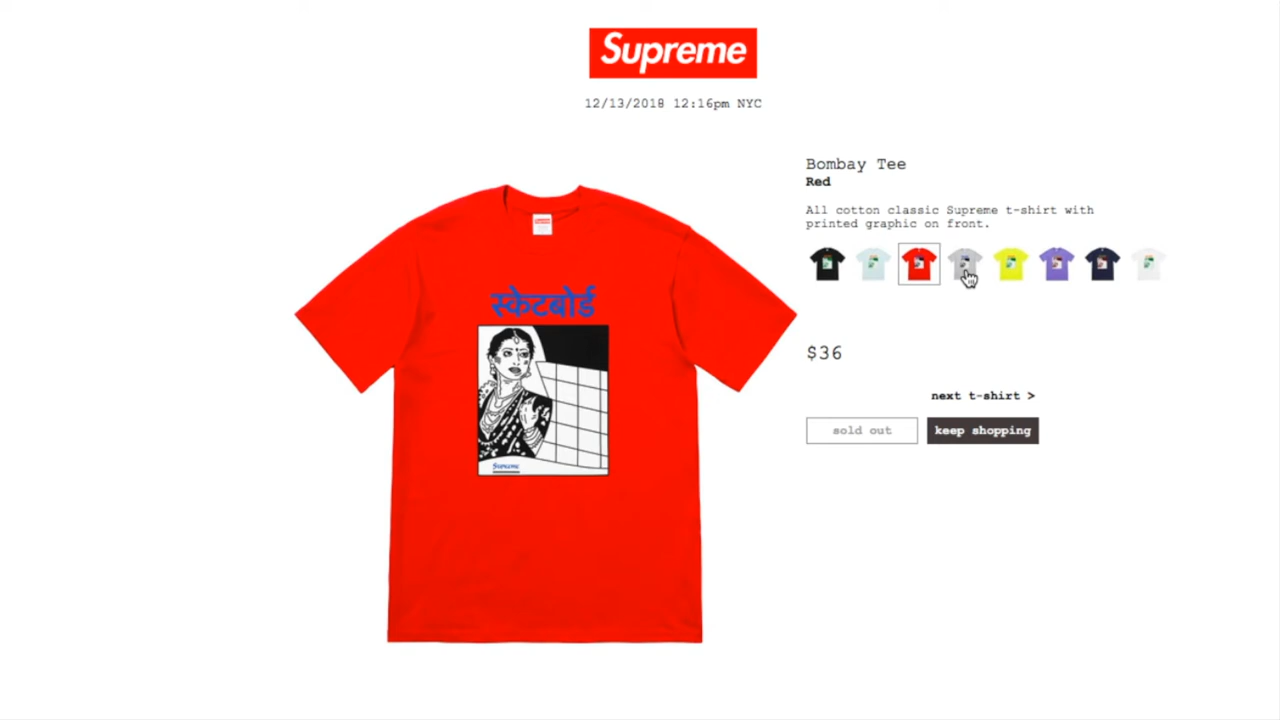 Supreme
12/13/2018 12:16pm NYC
Bombay Tee
Red
All cotton classic Supreme t-shirt with
printed graphic on front.
$36
next t-shirt >
sold out
keep shopping
Supreme
स्केटबोर्ड
Supreme